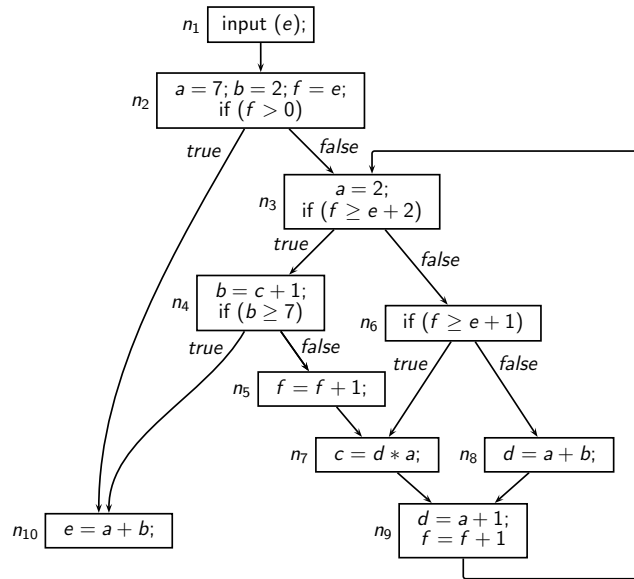 n1 input (e);
n2 a = 7; b = 2; f = e;
if (f > 0)
true false
n3 a = 2;
if (f ≥ e + 2)
true false
n4 b = c + 1;
if (b ≥ 7)
n6 if (f ≥ e + 1)
true false
true false
n5 f = f + 1;
n7 c = d ∗ a;
n8 d = a + b;
n9 d = a + 1;
f = f + 1
n10 e = a + b;